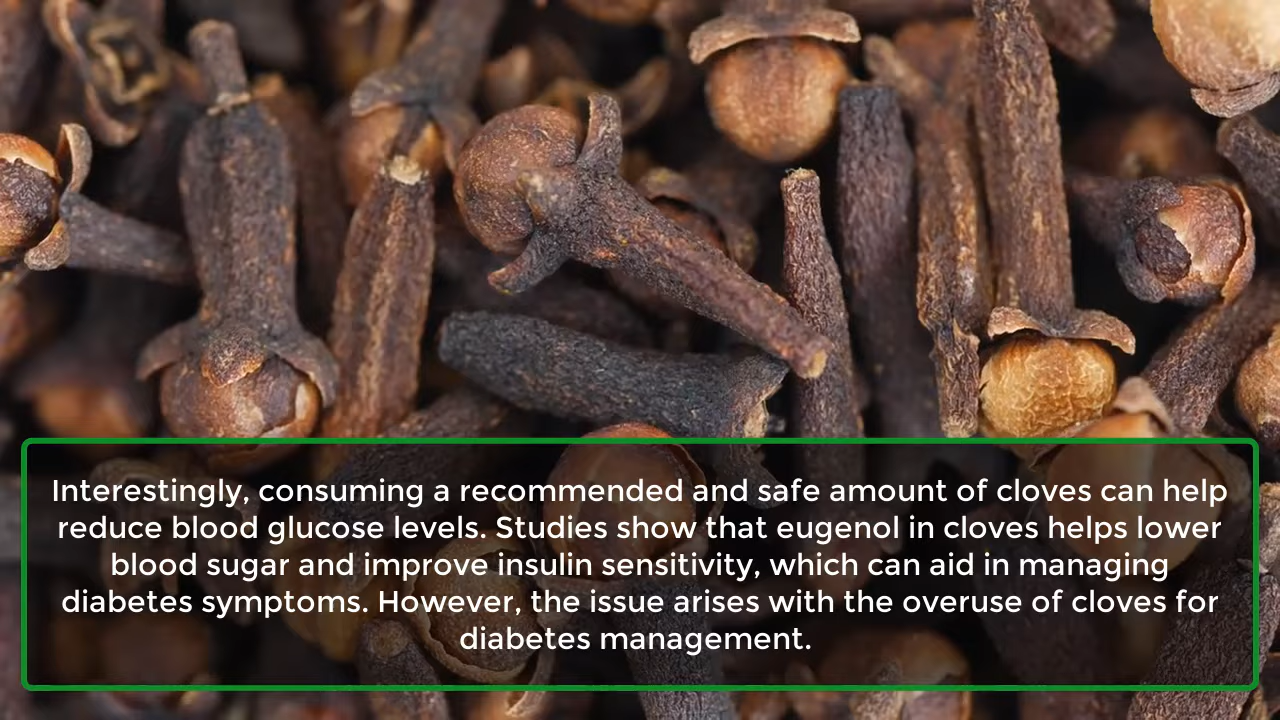 Interestingly, consuming a recommended and safe amount of cloves can help
reduce blood glucose levels. Studies show that eugenol in cloves helps lower
blood sugar and improve insulin sensitivity, which can aid in managing
diabetes symptoms. However, the issue arises with the overuse of cloves for
diabetes management.